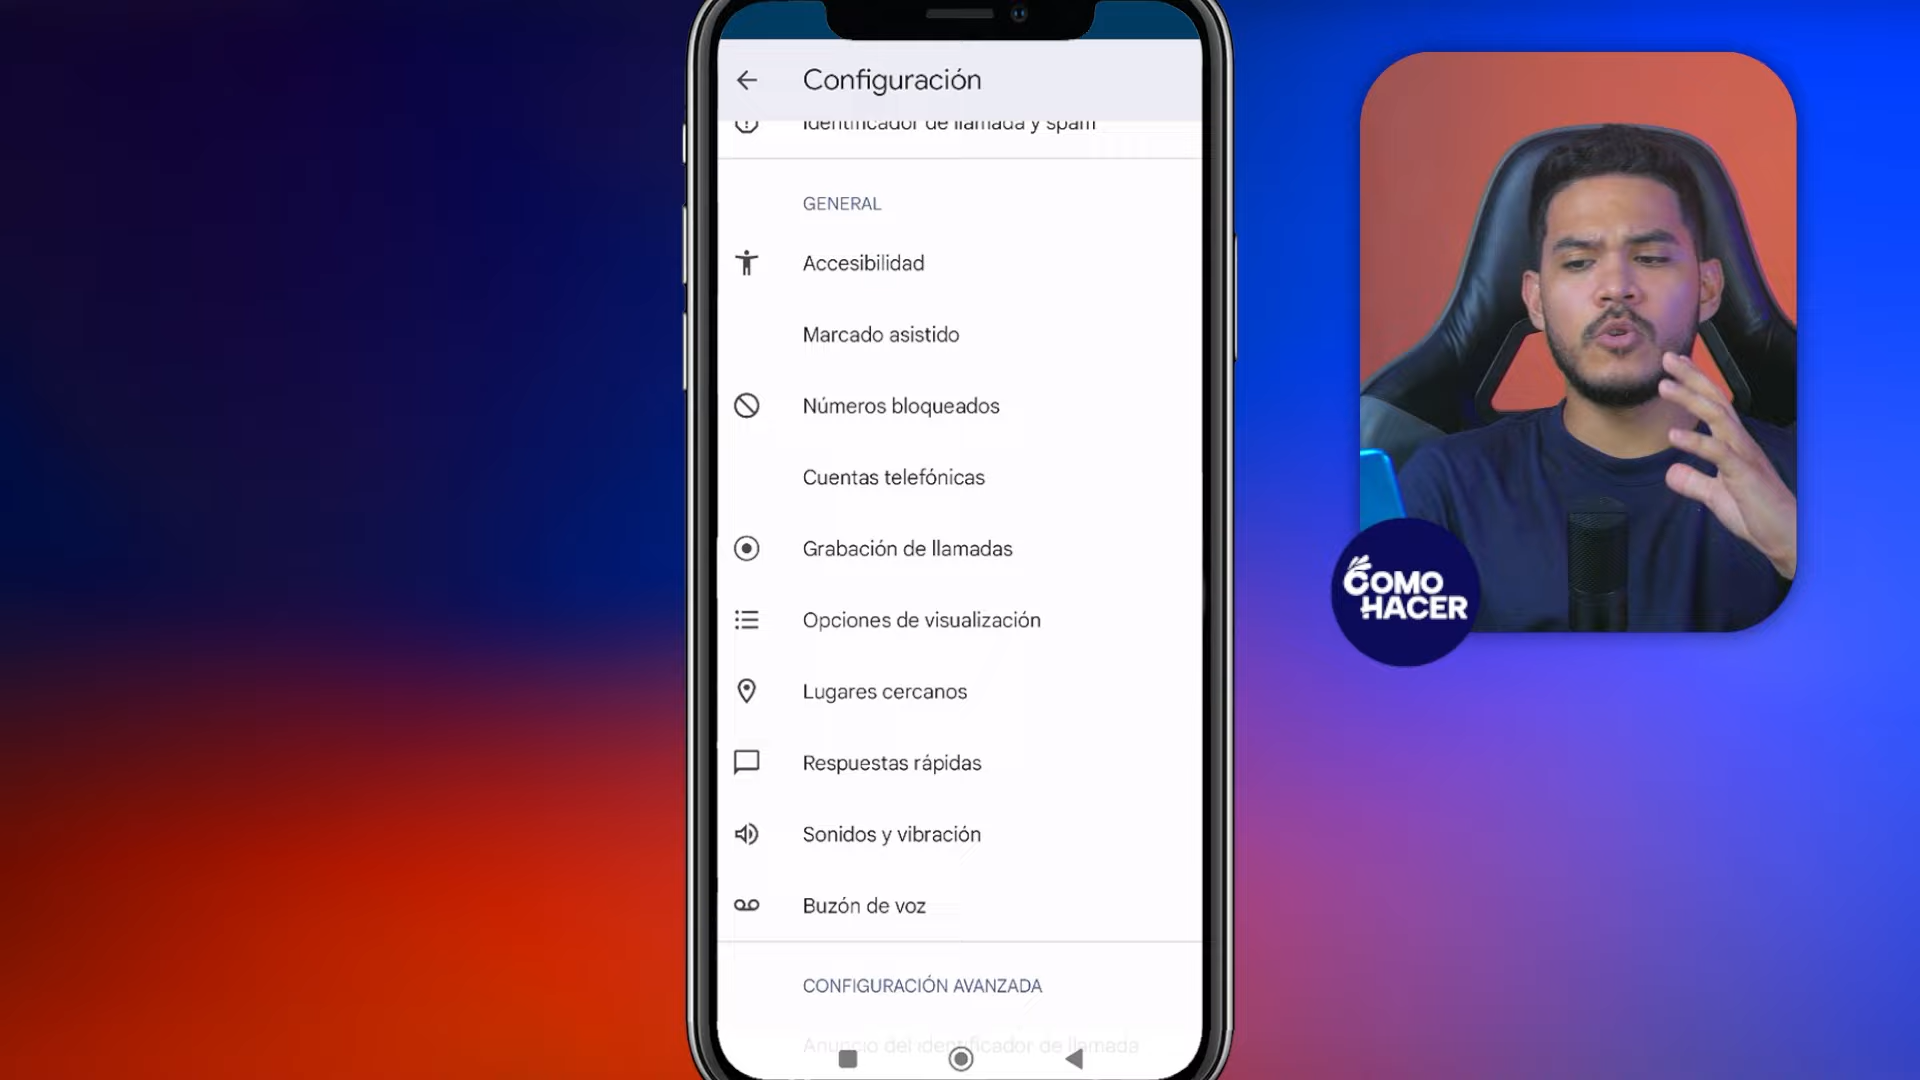 Configuración
Identificador de llamada y spam
GENERAL
Accesibilidad
Marcado asistido
Números bloqueados
Cuentas telefónicas
Grabación de llamadas
Opciones de visualización
Lugares cercanos
Respuestas rápidas
Sonidos y vibración
Buzón de voz
CONFIGURACIÓN AVANZADA
Anuncio del identificador de llamada
COMO
HACER